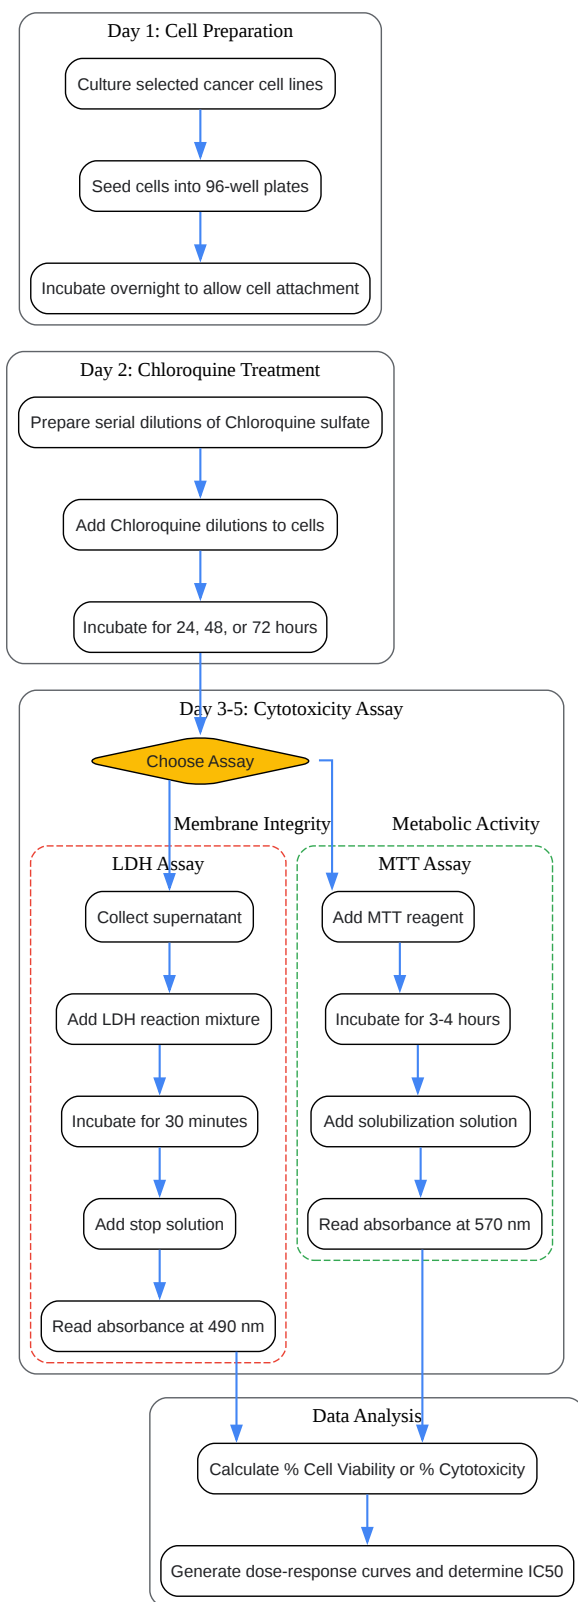 Day 1: Cell Preparation
Culture selected cancer cell lines
Seed cells into 96-well plates
Incubate overnight to allow cell attachment
Day 2: Chloroquine Treatment
Prepare serial dilutions of Chloroquine sulfate
Add Chloroquine dilutions to cells
Incubate for 24, 48, or 72 hours
Day 3-5: Cytotoxicity Assay
Choose Assay
Membrane Integrity
Metabolic Activity
LDH Assay
Collect supernatant
Add LDH reaction mixture
Incubate for 30 minutes
Add stop solution
Read absorbance at 490 nm
MTT Assay
Add MTT reagent
Incubate for 3-4 hours
Add solubilization solution
Read absorbance at 570 nm
Data Analysis
Calculate % Cell Viability or % Cytotoxicity
Generate dose-response curves and determine IC50